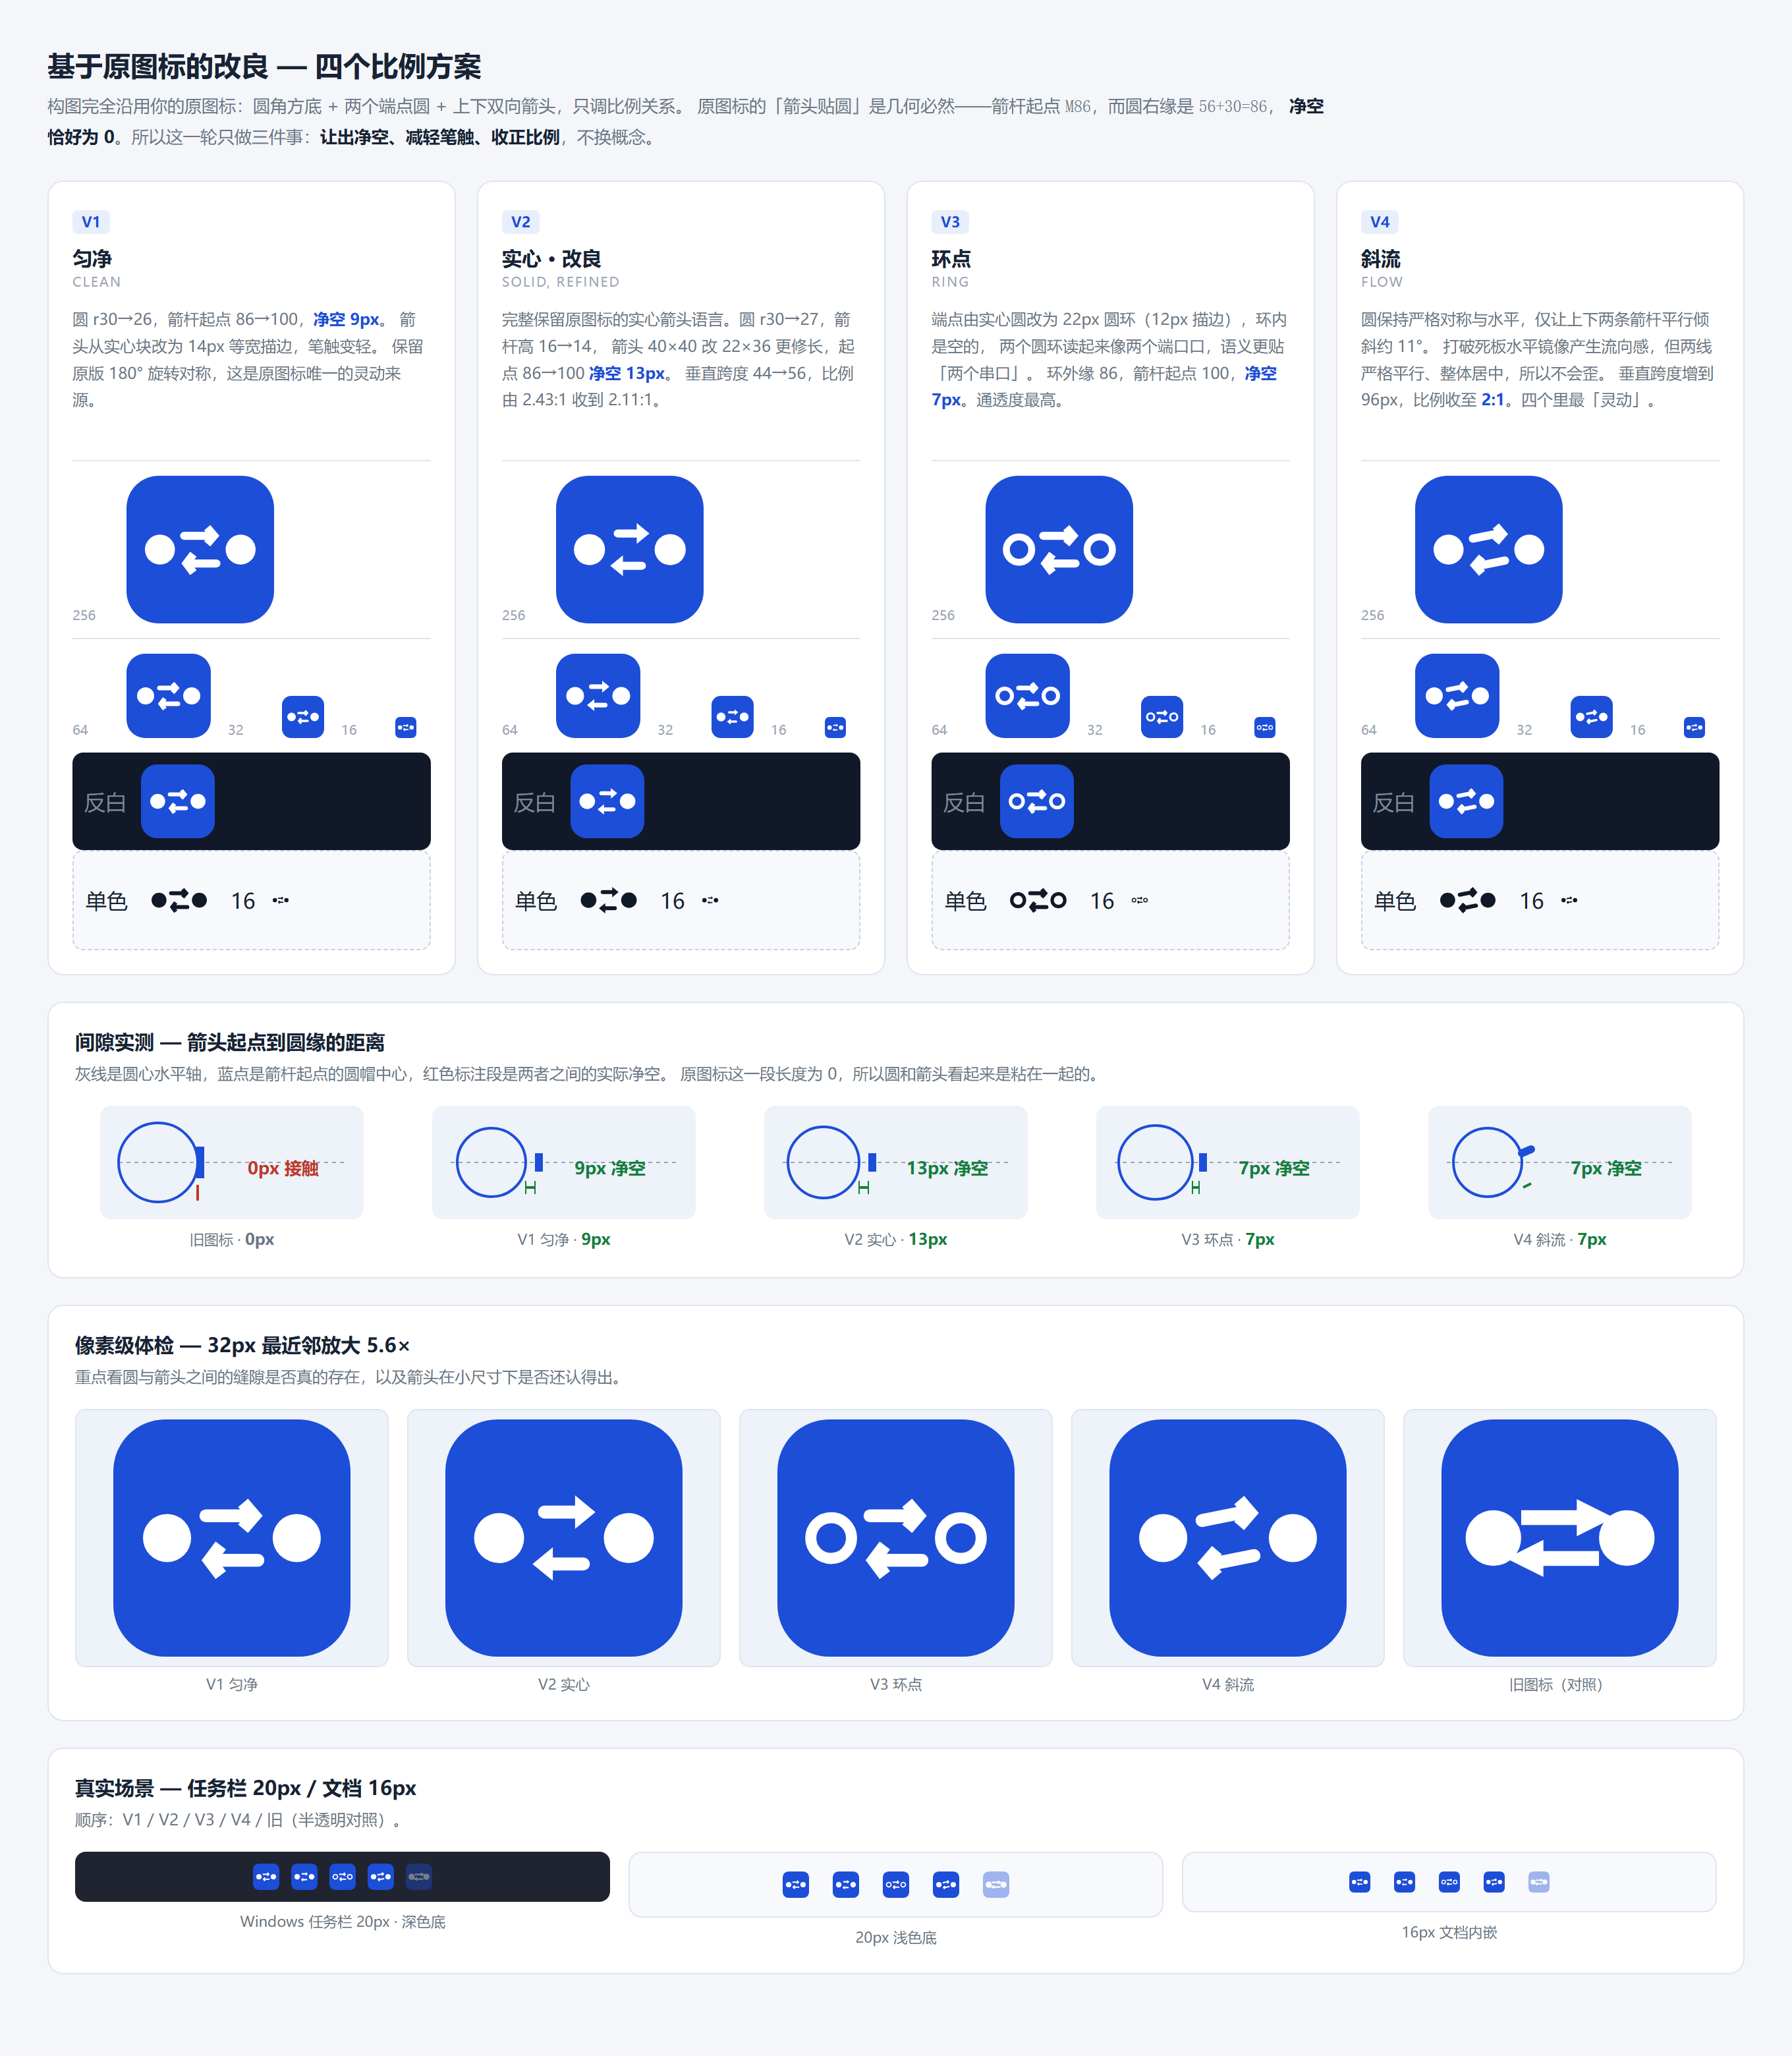 基于原图标的改良 — 四个比例方案
构图完全沿用你的原图标：圆角方底 + 两个端点圆 + 上下双向箭头，只调比例关系。 原图标的「箭头贴圆」是几何必然——箭杆起点 M86，而圆右缘是 56+30=86， 净空
恰好为 0。所以这一轮只做三件事：让出净空、减轻笔触、收正比例，不换概念。
V1
匀净
CLEAN
圆 r30→26，箭杆起点 86→100，净空 9px。 箭
头从实心块改为 14px 等宽描边，笔触变轻。 保留
原版 180° 旋转对称，这是原图标唯一的灵动来
源。
256
64
32
16
反白
单色
16
V2
实心・改良
SOLID, REFINED
完整保留原图标的实心箭头语言。圆 r30→27，箭
杆高 16→14， 箭头 40×40 改 22×36 更修长，起
点 86→100 净空 13px。 垂直跨度 44→56，比例
由 2.43:1 收到 2.11:1。
256
64
32
16
反白
单色
16
V3
环点
RING
端点由实心圆改为 22px 圆环（12px 描边），环内
是空的， 两个圆环读起来像两个端口口，语义更贴
「两个串口」。 环外缘 86，箭杆起点 100，净空
7px。通透度最高。
256
64
32
16
反白
单色
16
V4
斜流
FLOW
圆保持严格对称与水平，仅让上下两条箭杆平行倾
斜约 11°。 打破死板水平镜像产生流向感，但两线
严格平行、整体居中，所以不会歪。 垂直跨度增到
96px，比例收至 2:1。四个里最「灵动」。
256
64
32
16
反白
单色
16
间隙实测 — 箭头起点到圆缘的距离
灰线是圆心水平轴，蓝点是箭杆起点的圆帽中心，红色标注段是两者之间的实际净空。 原图标这一段长度为 0，所以圆和箭头看起来是粘在一起的。
0px 接触
9px 净空
13px 净空
7px 净空
7px 净空
旧图标 · 0px
V1 匀净 · 9px
V2 实心 · 13px
V3 环点 · 7px
V4 斜流 · 7px
像素级体检 — 32px 最近邻放大 5.6×
重点看圆与箭头之间的缝隙是否真的存在，以及箭头在小尺寸下是否还认得出。
V1 匀净
V2 实心
V3 环点
V4 斜流
旧图标（对照）
真实场景 — 任务栏 20px / 文档 16px
顺序：V1 / V2 / V3 / V4 / 旧（半透明对照）。
Windows 任务栏 20px · 深色底
20px 浅色底
16px 文档内嵌